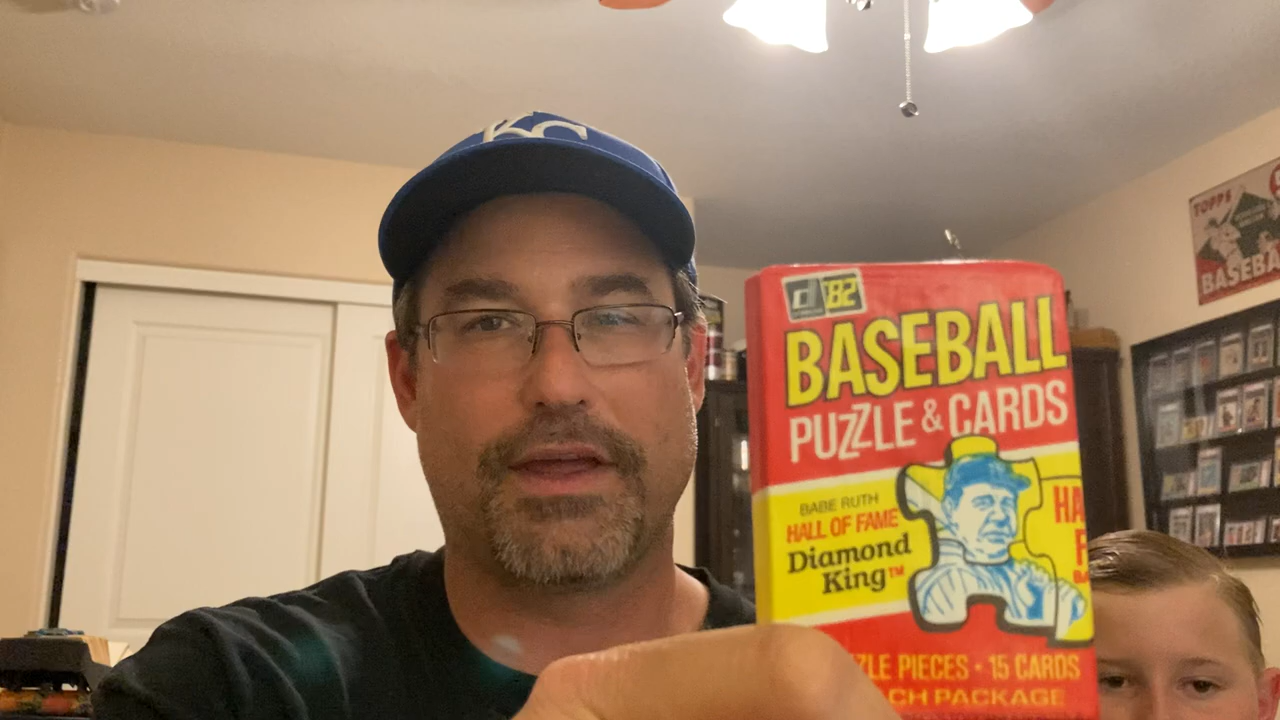 KC
TOPPS
BASEBA
d '82
BASEBALL
PUZZLE & CARDS
BABE RUTH
HALL OF FAME
Diamond
King™
HA
F
ZLE PIECES • 15 CARDS
CH PACKAGE